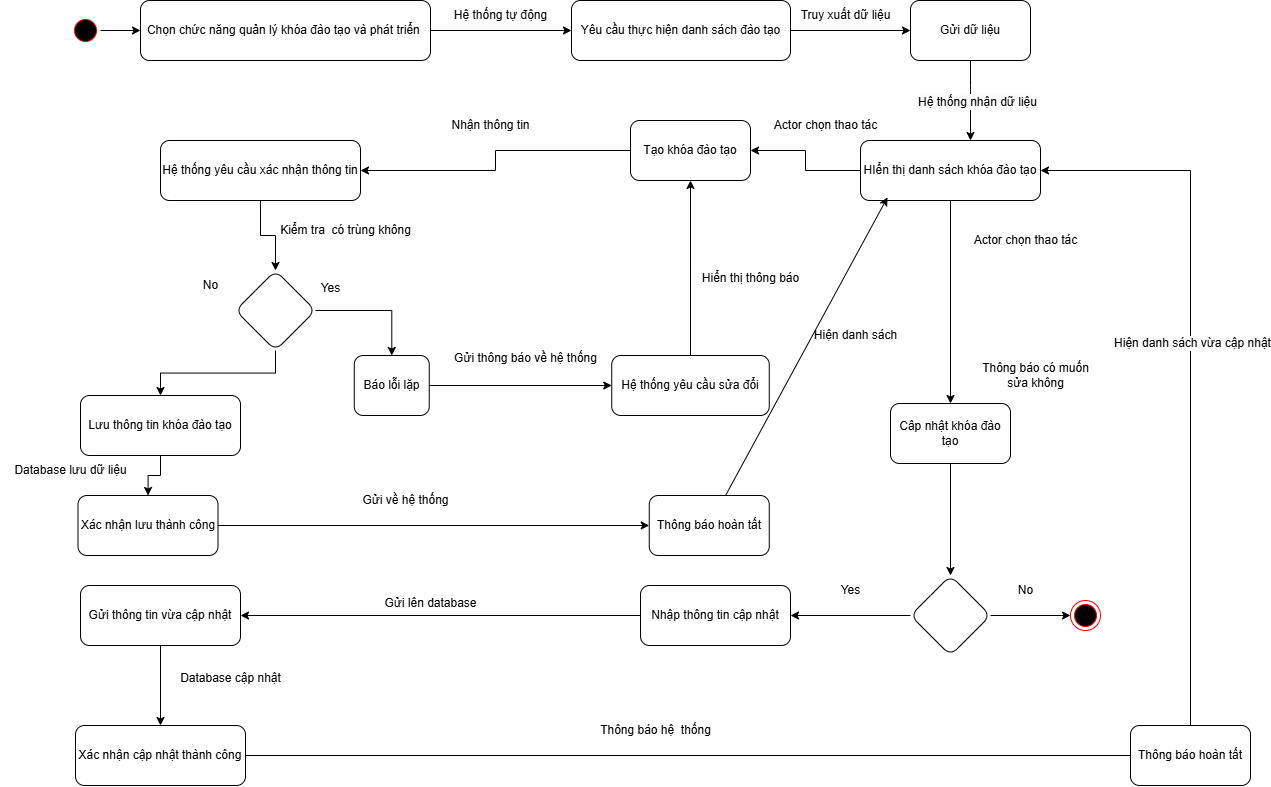 Chọn chức năng quản lý khóa đào tạo và phát triển
Hệ thống tự động
Yêu cầu thực hiện danh sách đào tạo
Truy xuất dữ liệu
Gửi dữ liệu
Hệ thống nhận dữ liệu
HIển thị danh sách khóa đào tạo
Actor chọn thao tác
Tạo khóa đào tạo
Nhận thông tin
Hệ thống yêu cầu xác nhận thông tin
Kiểm tra có trùng không
No
Yes
Báo lỗi lặp
Gửi thông báo về hệ thống
Hệ thống yêu cầu sửa đổi
Hiển thị thông báo
Lưu thông tin khóa đảo tạo
Database lưu dữ liệu
Xác nhận lưu thành công
Gửi về hệ thống
Thông báo hoàn tất
Hiện danh sách
Actor chọn thao tác
Thông báo có muốn
sửa không
Câp nhật khóa đảo
tạo
Yes
No
Nhập thông tin cập nhật
Gửi lên database
Gửi thông tin vừa cập nhật
Database cập nhật
Xác nhận cập nhật thành công
Thông báo hệ thống
Thông báo hoàn tất
Hiện danh sách vừa cập nhật